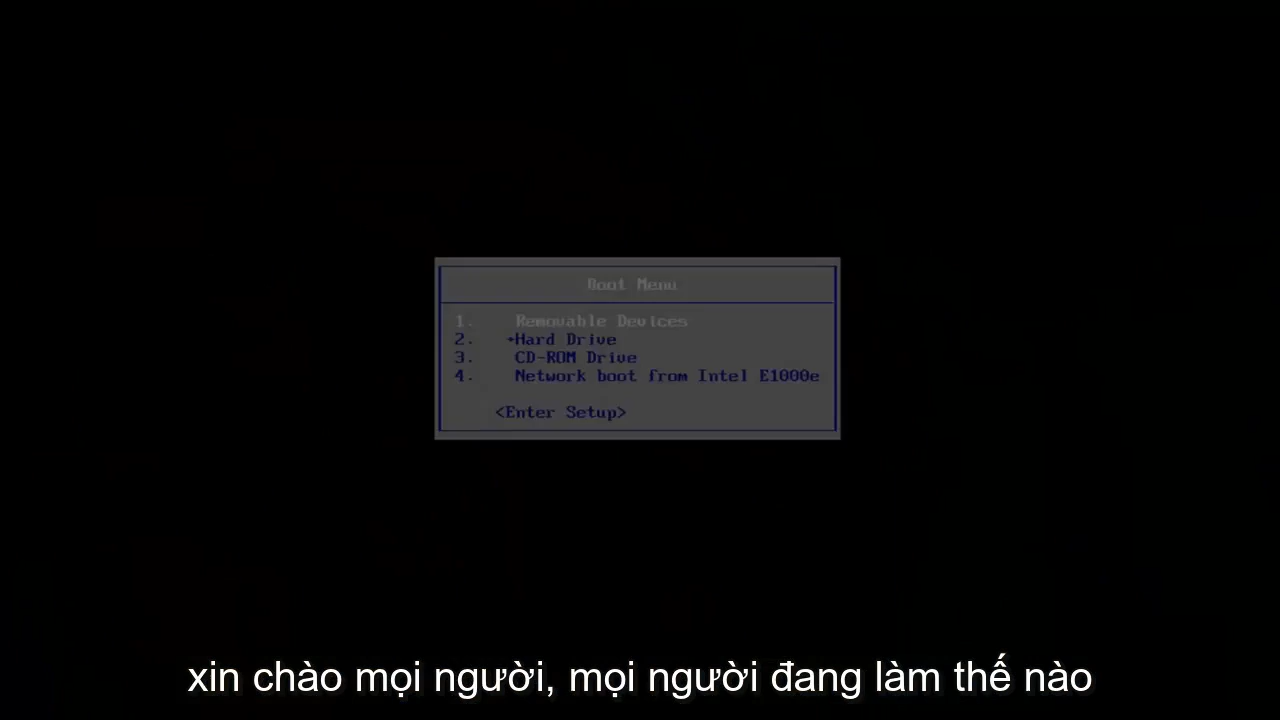 Boot Menu
1. Removable Devices
2. +Hard Drive
3. CD-ROM Drive
4. Network boot from Intel E1000e
<Enter Setup>
xin chào mọi người, mọi người đang làm thế nào